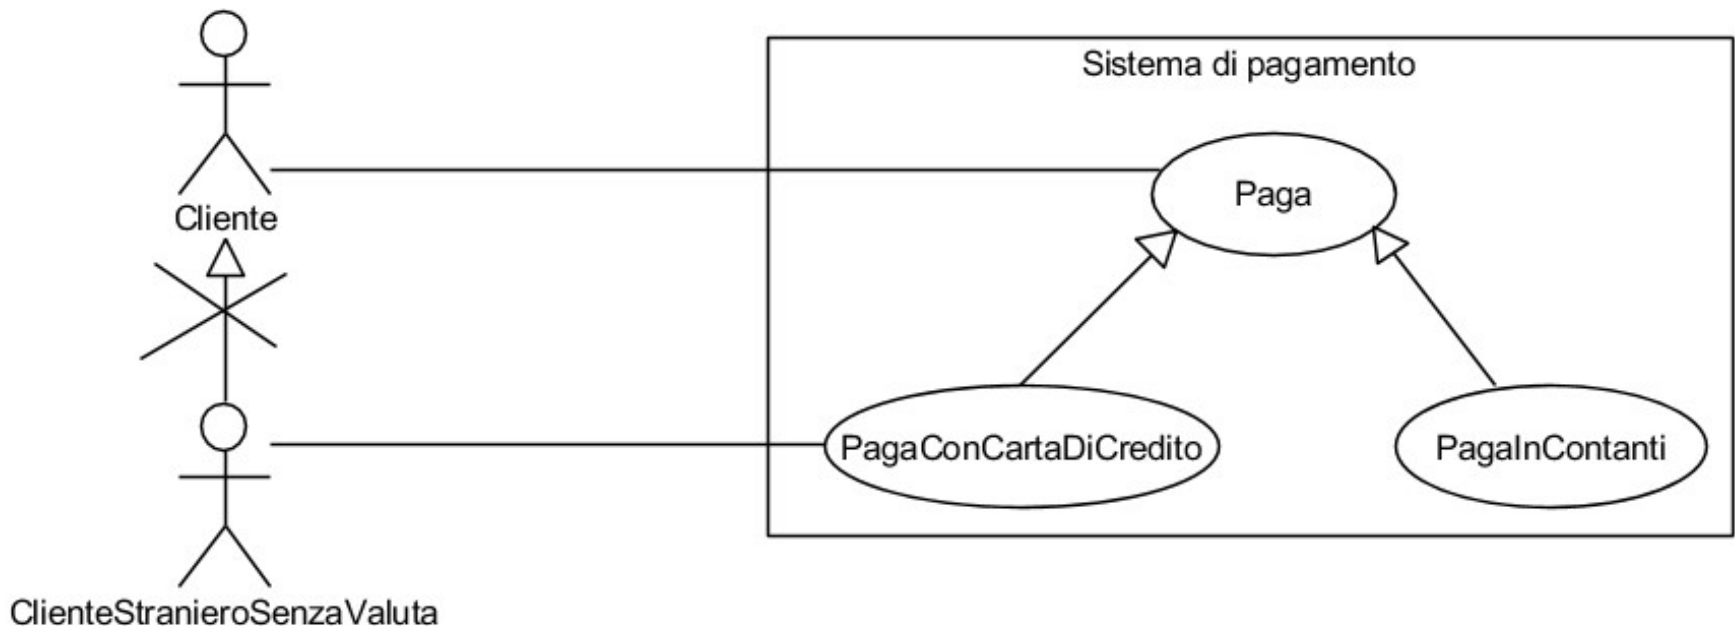 Sistema di pagamento
Paga
Cliente
PagaConCartaDiCredito
PagaInContanti
ClienteStranieroSenzaValuta